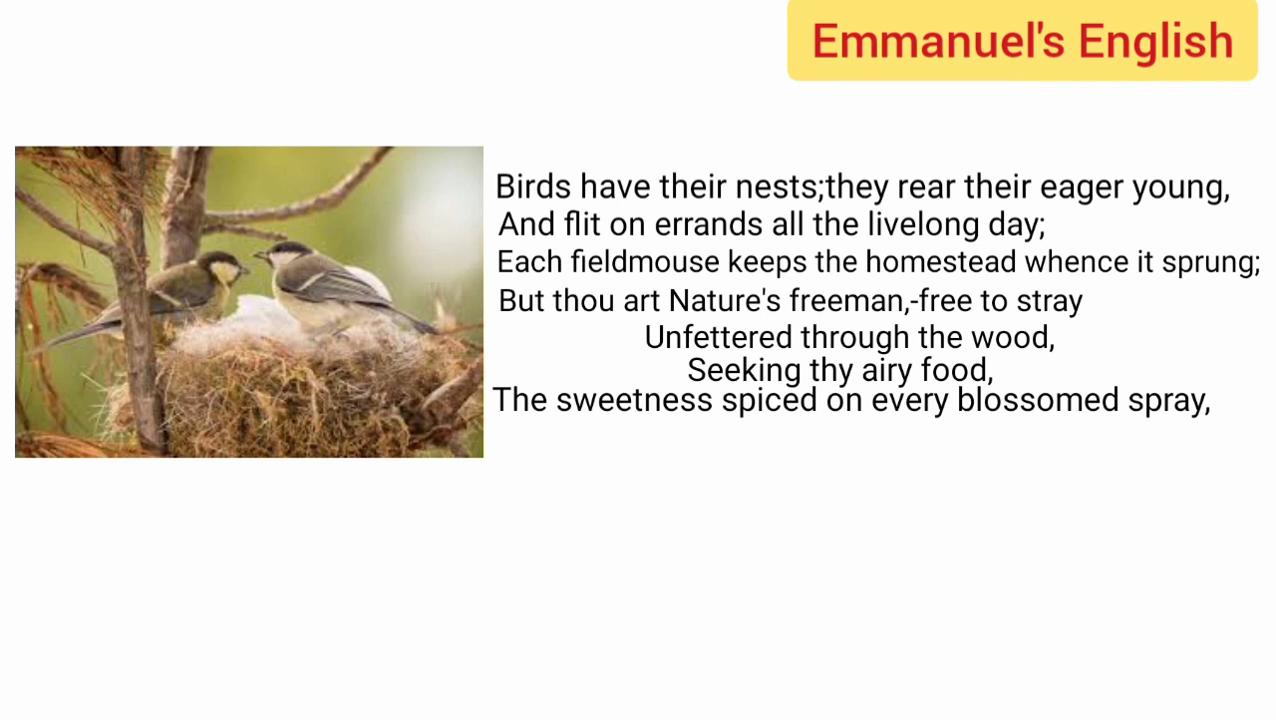 Emmanuel's English
Birds have their nests;they rear their eager young,
And flit on errands all the livelong day;
Each fieldmouse keeps the homestead whence it sprung;
But thou art Nature's freeman,-free to stray
Unfettered through the wood,
Seeking thy airy food,
The sweetness spiced on every blossomed spray,